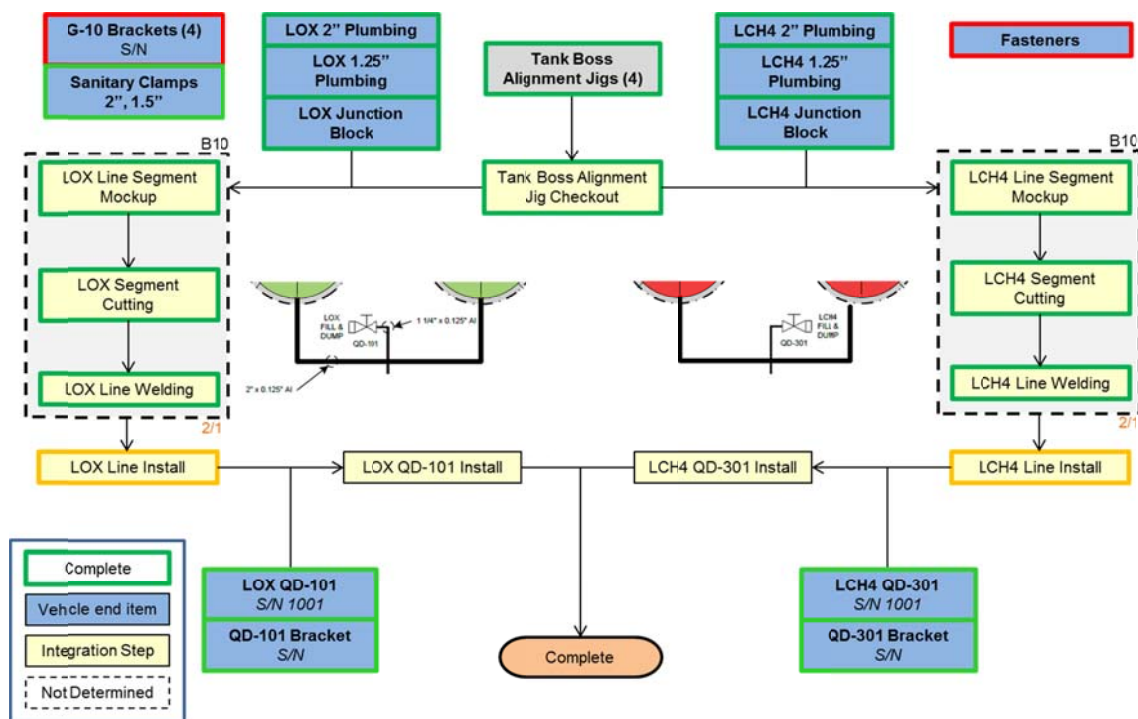 G-10 Brackets (4)
S/N
Sanitary Clamps
2”, 1.5”
LOX 2” Plumbing
LOX 1.25”
Plumbing
LOX Junction
Block
Tank Boss
Alignment Jigs (4)
LCH4 2” Plumbing
LCH4 1.25”
Plumbing
LCH4 Junction
Block
Fasteners
B10
LOX Line Segment
Mockup
LOX Segment
Cutting
LOX Line Welding
2/1
Tank Boss Alignment
Jig Checkout
B10
LCH4 Line Segment
Mockup
LCH4 Segment
Cutting
LCH4 Line Welding
2/1
LOX
FILL &
DUMP
QD-101
1 1/4" x 0.125" Al
2" x 0.125" Al
LCH4
FILL &
DUMP
QD-301
LOX Line Install
LOX QD-101 Install
LCH4 QD-301 Install
LCH4 Line Install
Complete
Vehicle end item
Integration Step
Not Determined
LOX QD-101
S/N 1001
QD-101 Bracket
S/N
Complete
LCH4 QD-301
S/N 1001
QD-301 Bracket
S/N